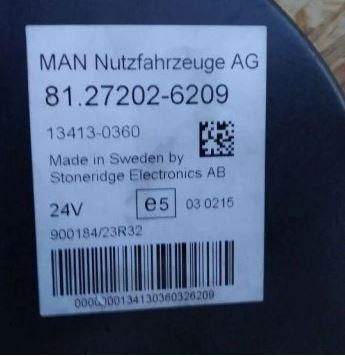 MAN Nutzfahrzeuge AG
81.27202-6209
13413-0360
Made in Sweden by
Stoneridge Electronics AB
24V e5 03 0215
900184/23R32
0000000134130360326209